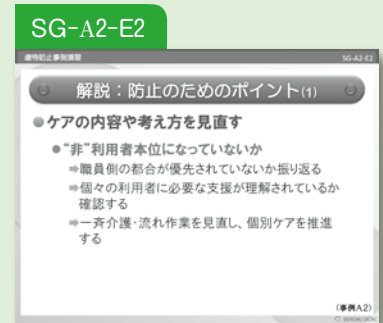 SG-A2-E2
虐待防止事例演習 SG-A2-E2
解説：防止のためのポイント(1)
●ケアの内容や考え方を見直す
●“非”利用者本位になっていないか
⇒職員側の都合が優先されていないか振り返る
⇒個々の利用者に必要な支援が理解されているか
確認する
⇒一斉介護･流れ作業を見直し、個別ケアを推進
する
(事例A2)